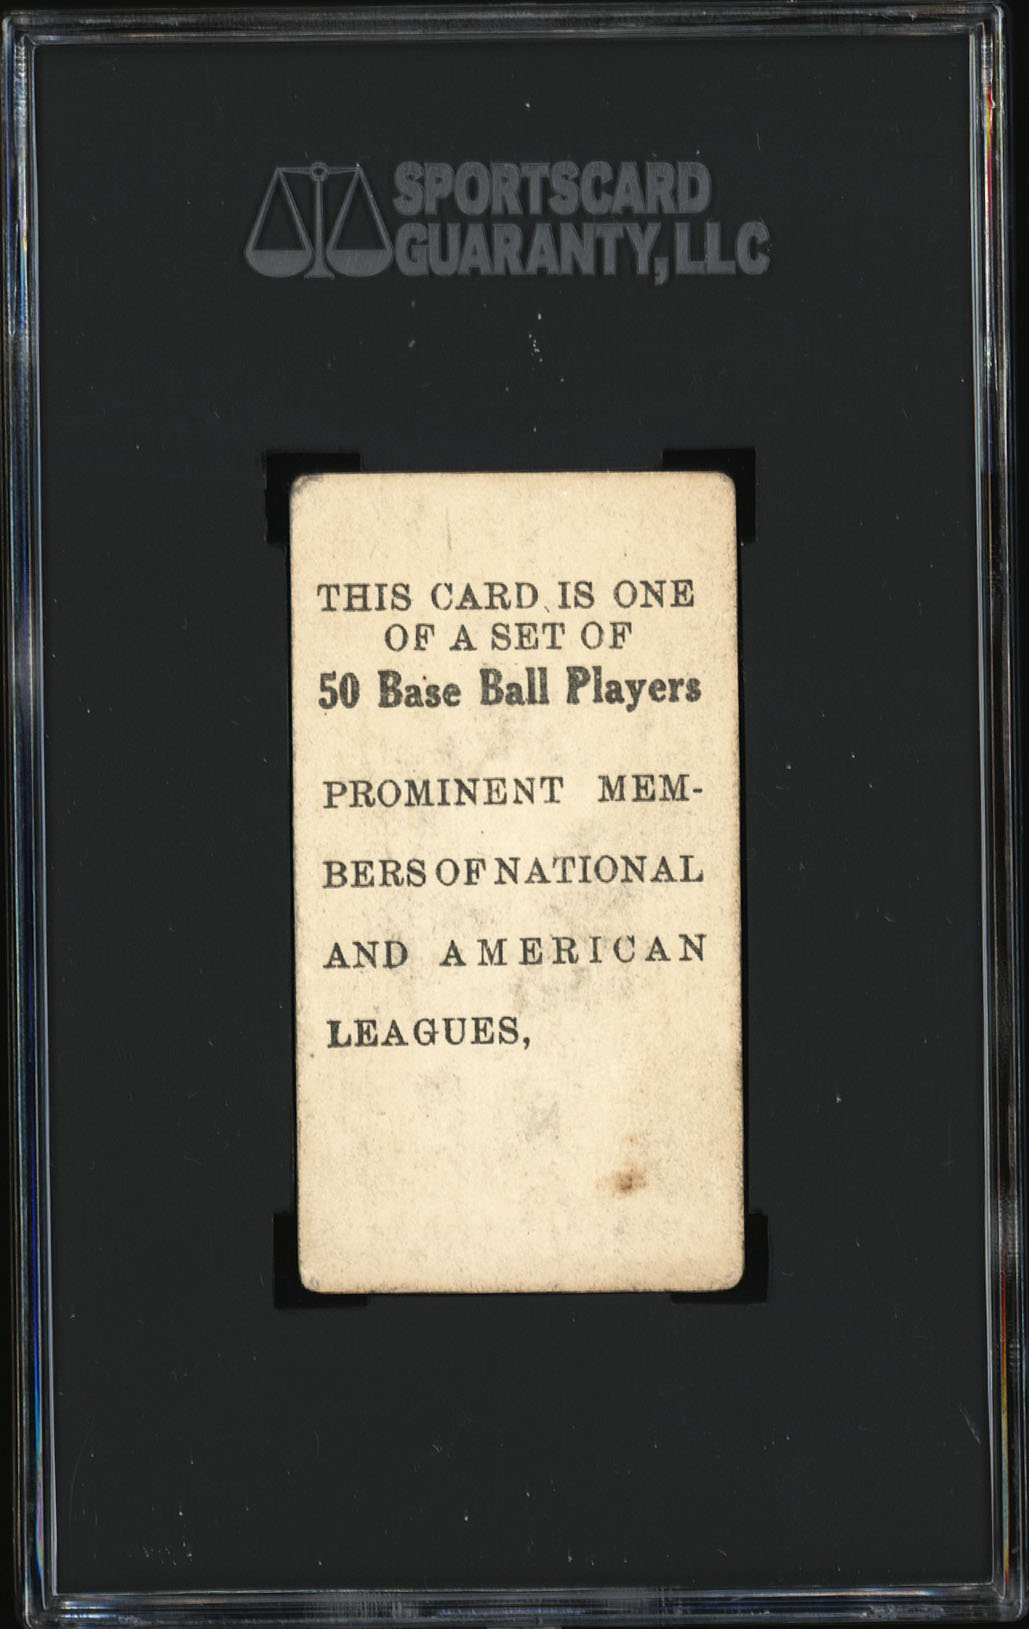 SPORTSCARD
GUARANTY, LLC
THIS CARD IS ONE
OF A SET OF
50 Base Ball Players
PROMINENT MEM-
BERS OF NATIONAL
AND AMERICAN
LEAGUES,